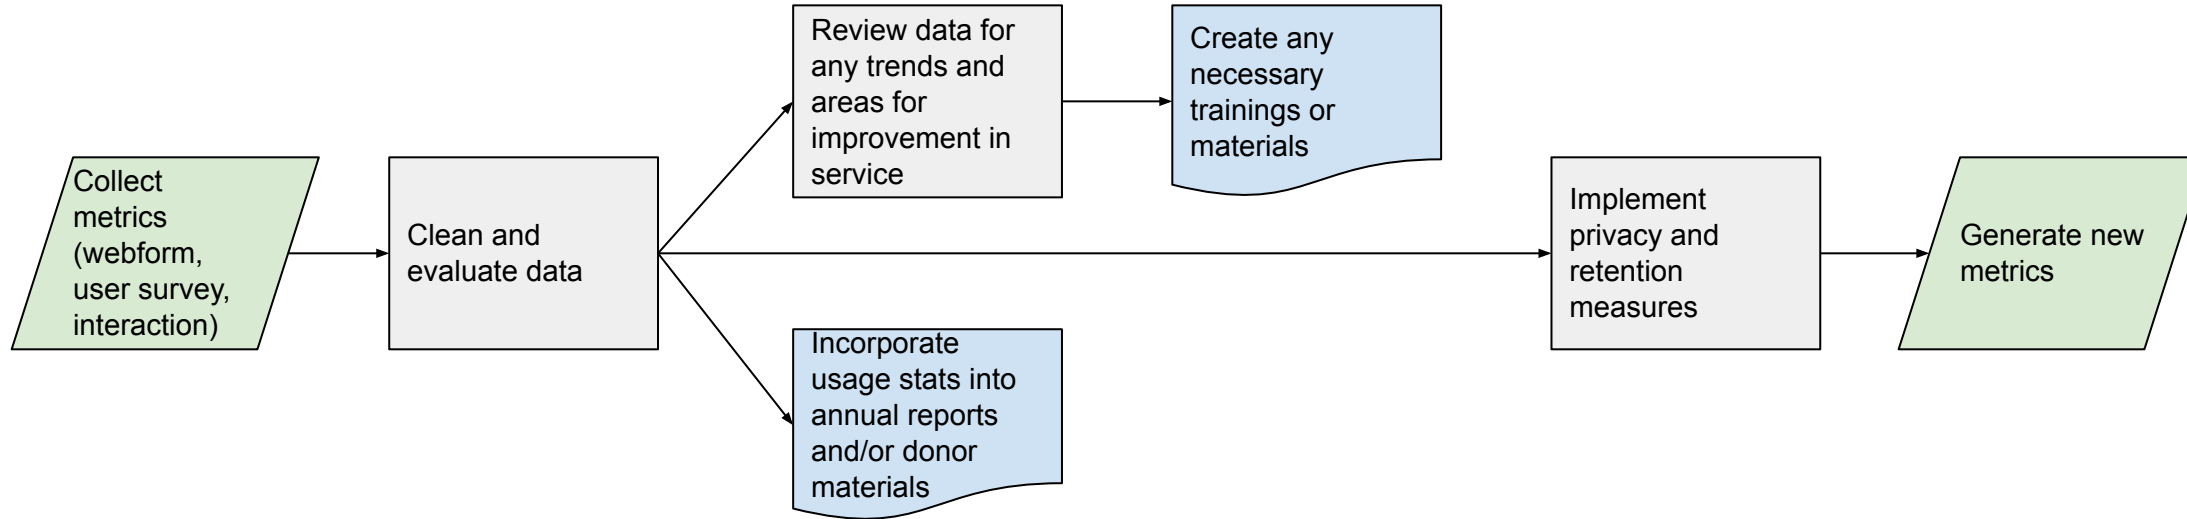 Collect
metrics
(webform,
user survey,
interaction)
Clean and
evaluate data
Review data for
any trends and
areas for
improvement in
service
Create any
necessary
trainings or
materials
Incorporate
usage stats into
annual reports
and/or donor
materials
Implement
privacy and
retention
measures
Generate new
metrics